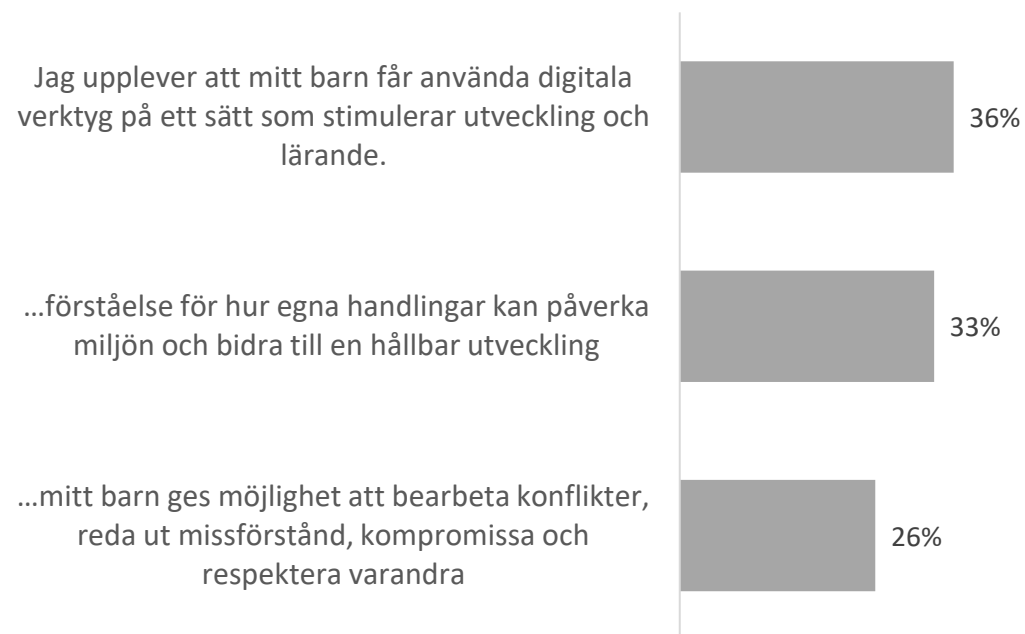 Jag upplever att mitt barn får använda digitala
verktyg på ett sätt som stimulerar utveckling och
lärande.
36%
...förståelse för hur egna handlingar kan påverka
miljön och bidra till en hållbar utveckling
33%
...mitt barn ges möjlighet att bearbeta konflikter,
reda ut missförstånd, kompromissa och
respektera varandra
26%